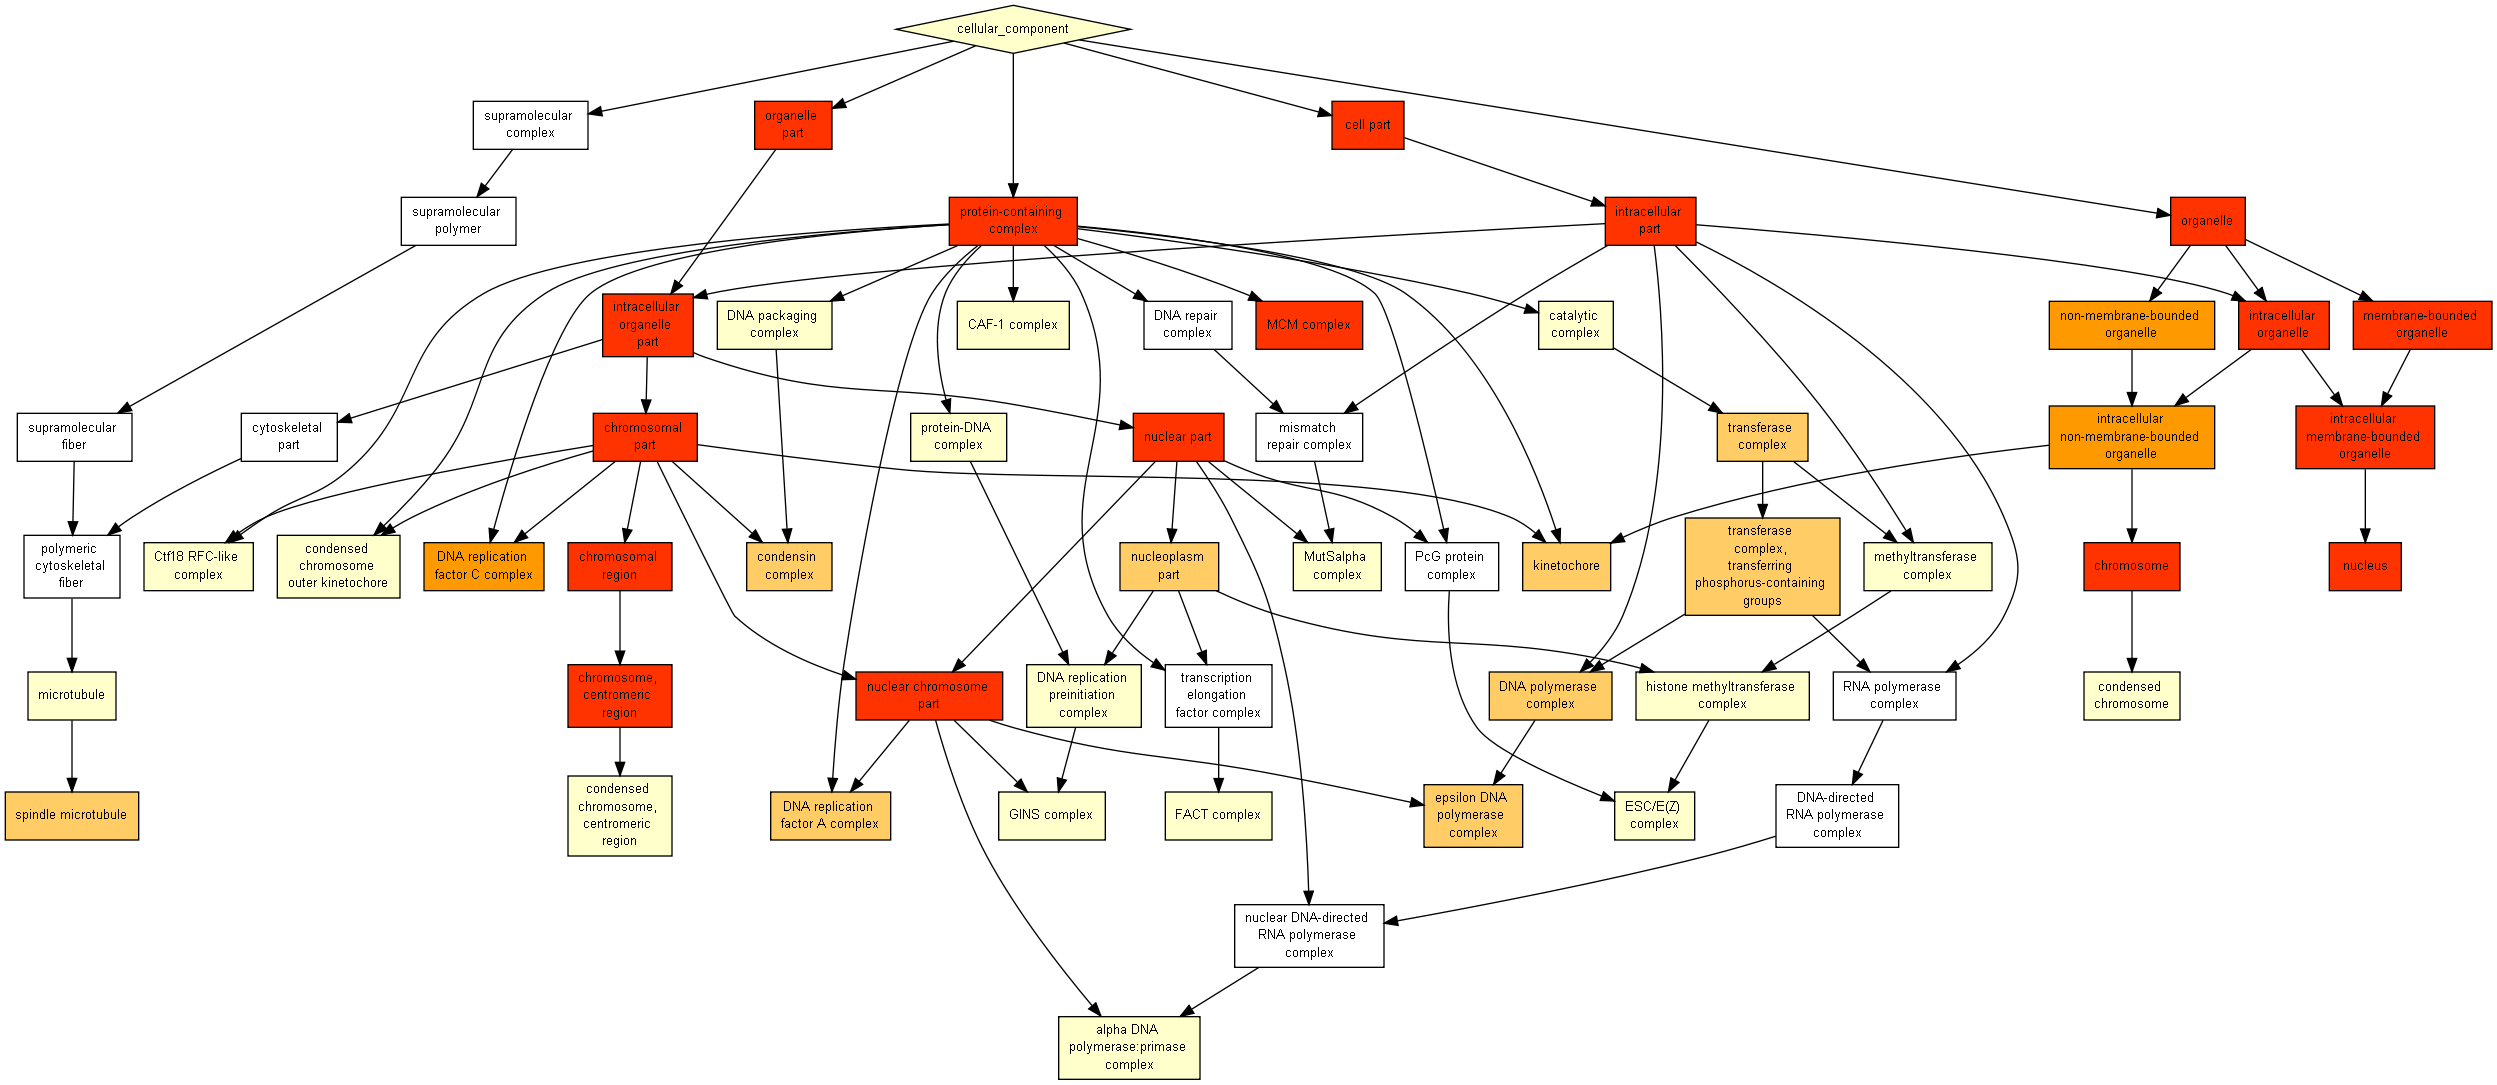 cellular_component
supramolecular
complex
organelle
part
cell part
supramolecular
polymer
protein-containing
complex
intracellular
part
organelle
intracellular
organelle
part
DNA packaging
complex
CAF-1 complex
DNA repair
complex
MCM complex
catalytic
complex
non-membrane-bounded
organelle
intracellular
organelle
membrane-bounded
organelle
supramolecular
fiber
cytoskeletal
part
chromosomal
part
protein-DNA
complex
nuclear part
mismatch
repair complex
transferase
complex
intracellular
non-membrane-bounded
organelle
intracellular
membrane-bounded
organelle
polymeric
cytoskeletal
fiber
Ctf18 RFC-like
complex
condensed
chromosome
outer kinetochore
DNA replication
factor C complex
chromosomal
region
condensin
complex
nucleoplasm
part
MutSalpha
complex
PcG protein
complex
kinetochore
transferase
complex,
transferring
phosphorus-containing
groups
methyltransferase
complex
chromosome
nucleus
microtubule
chromosome,
centromeric
region
nuclear chromosome
part
DNA replication
preinitiation
complex
transcription
elongation
factor complex
DNA polymerase
complex
histone methyltransferase
complex
RNA polymerase
complex
condensed
chromosome
spindle microtubule
condensed
chromosome,
centromeric
region
DNA replication
factor A complex
GINS complex
FACT complex
epsilon DNA
polymerase
complex
ESC/E(Z)
complex
DNA-directed
RNA polymerase
complex
nuclear DNA-directed
RNA polymerase
complex
alpha DNA
polymerase:primase
complex